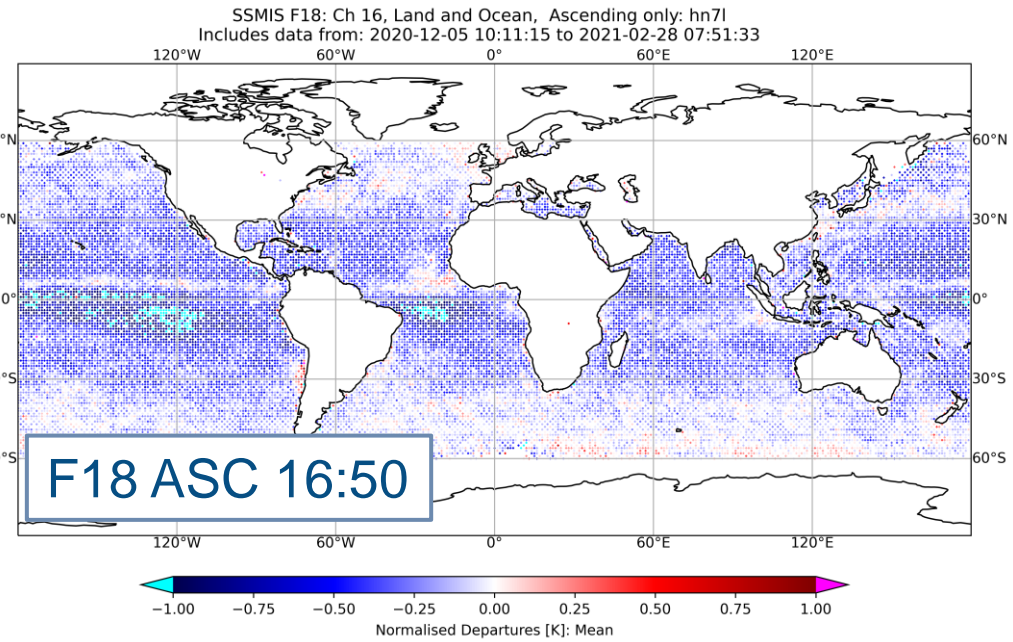 SSMIS F18: Ch 16, Land and Ocean,  Ascending only: hn7l
Includes data from: 2020-12-05 10:11:15 to 2021-02-28 07:51:33
120°W 60°W 0° 60°E 120°E
°N 60°N
°N 30°N
0° 0°
°S 30°S
°S 60°S
F18 ASC 16:50
120°W 60°W 0° 60°E 120°E
−1.00 −0.75 −0.50 −0.25 0.00 0.25 0.50 0.75 1.00
Normalised Departures [K]: Mean